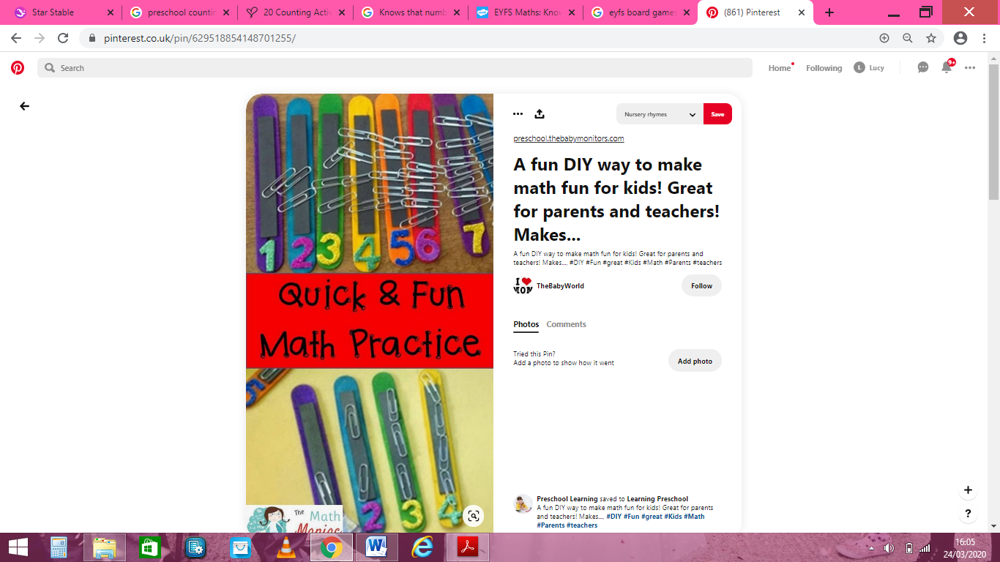 Star Stable
preschool countin
20 Counting Activ
Knows that numb
EYFS Maths: Know
eyfs board games
(861) Pinterest
pinterest.co.uk/pin/629518854148701255/
Search
Home
Following
L
Lucy
9+
Nursery rhymes
Save
preschool.thebabymonitors.com
A fun DIY way to make
math fun for kids! Great
for parents and teachers!
Makes...
A fun DIY way to make math fun for kids! Great for parents and
teachers! Makes..., #DIY #Fun #great #Kids #Math #Parents #teachers
I
TheBabyWorld
Follow
Photos
Comments
Tried this Pin?
Add a photo to show how it went
Add photo
Preschool Learning saved to Learning Preschool
A fun DIY way to make math fun for kids! Great for parents
and teachers! Makes..., #DIY #Fun #great #Kids #Math
#Parents #teachers
1 2 3 4 5 6 7
Quick & Fun
Math Practice
2 3 4
The Math
Maniac
+
?
16:05
24/03/2020